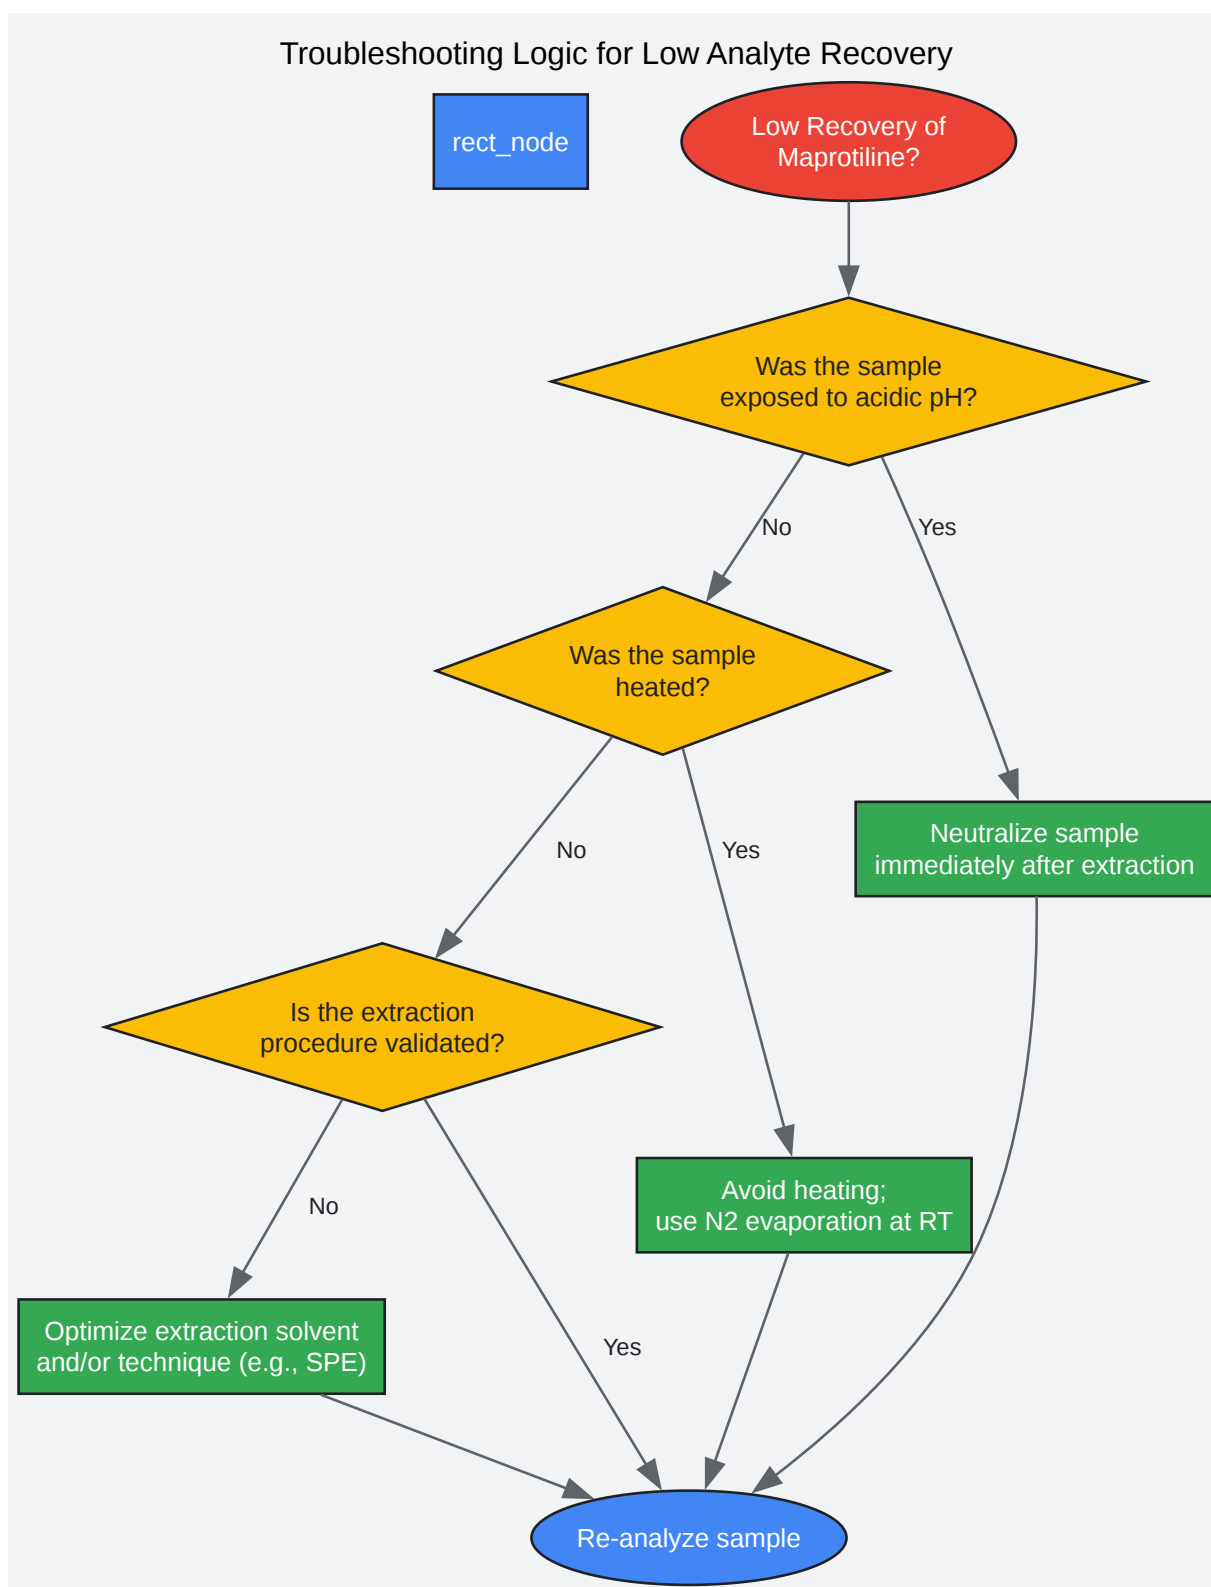 Troubleshooting Logic for Low Analyte Recovery
rect_node
Low Recovery of
Maprotiline?
Was the sample
exposed to acidic pH?
No
Yes
Was the sample
heated?
No
Yes
Neutralize sample
immediately after extraction
Is the extraction
procedure validated?
No
Avoid heating;
use N2 evaporation at RT
Optimize extraction solvent
and/or technique (e.g., SPE)
Yes
Re-analyze sample